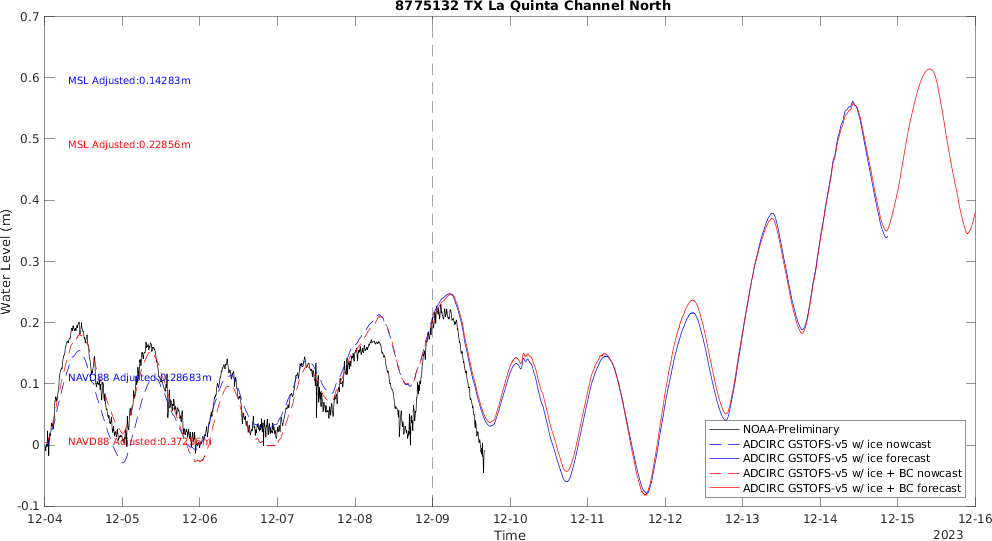 8775132 TX La Quinta Channel North
0.7
0.6
0.5
0.4
0.3
0.2
0.1
0
-0.1
Water Level (m)
MSL Adjusted:0.14283m
MSL Adjusted:0.22856m
NAVD88 Adjusted:0.28683m
NAVD88
NOAA-Preliminary
ADCIRC GSTOFS-v5 w/ ice nowcast
ADCIRC GSTOFS-v5 w/ ice forecast
ADCIRC GSTOFS-v5 w/ ice + BC nowcast
ADCIRC GSTOFS-v5 w/ ice + BC forecast
12-04 12-05 12-06 12-07 12-08 12-09 12-10 12-11 12-12 12-13 12-14 12-15 12-16
Time
2023